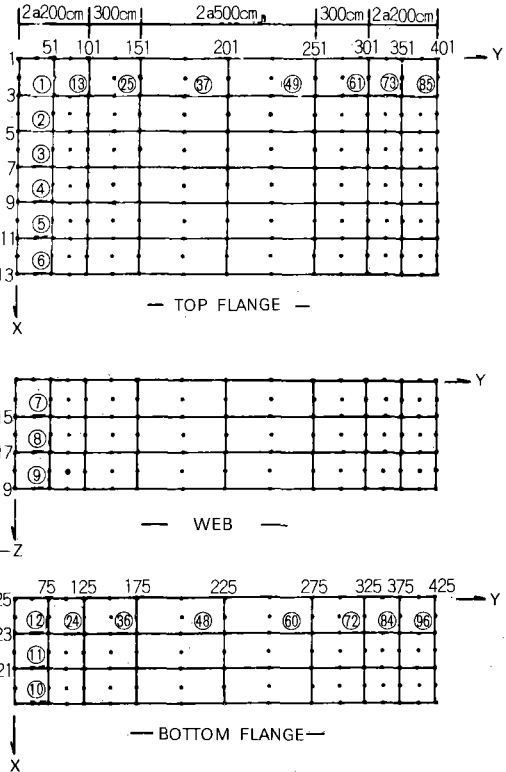 2a200cm 300cm 2a500cm 300cm 2a200cm
1 51 101 151 201 251 301 351 401 Y
① ⑬ ㉕ ㊲ ㊾ 61 73 85
3
②
5
③
7
④
9
⑤
11
⑥
13
— TOP FLANGE —
X
Y
⑦
15
⑧
17
⑨
9
— WEB —
Z
75 125 175 225 275 325 375 425
25 Y
⑫ ㉔ ㊱ ㊽ 60 72 84 96
23
⑪
21
⑩
— BOTTOM FLANGE —
X